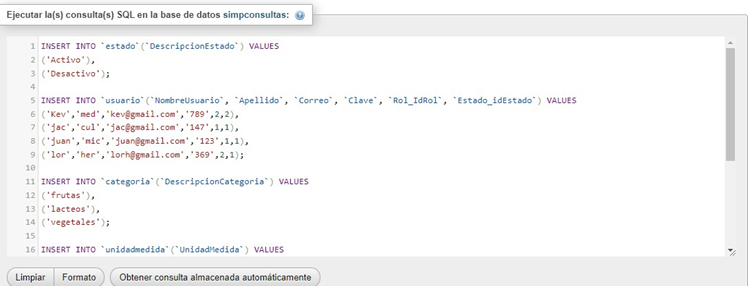 Ejecutar la(s) consulta(s) SQL en la base de datos simpconsultas:
1 INSERT INTO `estado`(`DescripcionEstado`) VALUES
2 ('Activo'),
3 ('Desactivo');
4
5 INSERT INTO `usuario`(`NombreUsuario`, `Apellido`, `Correo`, `Clave`, `Rol_IdRol`, `Estado_idEstado`) VALUES
6 ('Kev','med','kev@gmail.com','789',2,2),
7 ('jac','cul','jac@gmail.com','147',1,1),
8 ('juan','mic','juan@gmail.com','123',1,1),
9 ('lor','her','lorh@gmail.com','369',2,1);
10
11 INSERT INTO `categoria`(`DescripcionCategoria`) VALUES
12 ('frutas'),
13 ('lacteos'),
14 ('vegetales');
15
16 INSERT INTO `unidadmedida`(`UnidadMedida`) VALUES
Limpiar Formato Obtener consulta almacenada automáticamente